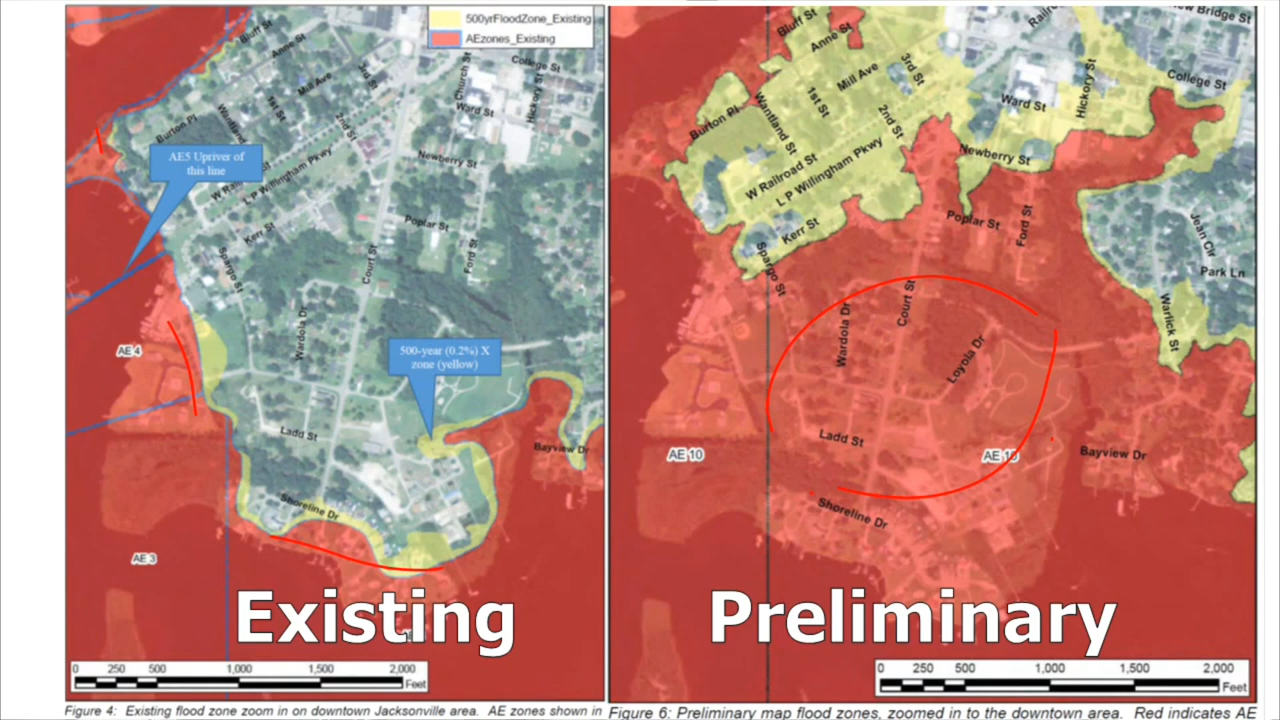 500yrFloodZone_Existing
AEzones_Existing
Bluff St
Anne St
3rd St
Church St
College St
Hickory St
Mill Ave
1st St
Ward St
Burton Pl
Wantland St
2nd St
AE5 Upriver of
this line
W Railroad St
L P Willingham Pkwy
Newberry St
Kerr St
Poplar St
Spargo St
Court St
Ford St
Wardola Dr
AE 4
500-year (0.2%) X
zone (yellow)
Ladd St
Bayview Dr
Shoreline Dr
AE 3
Existing
0 250 500 1,000 1,500 2,000
Feet
Figure 4: Existing flood zone zoom in on downtown Jacksonville area. AE zones shown in
Bluff St
Anne St
New Bridge St
3rd St
College St
Mill Ave
Hickory St
1st St
Ward St
Burton Pl
Wantland St
2nd St
W Railroad St
L P Willingham Pkwy
Newberry St
Kerr St
Poplar St
Ford St
Jean Cir
Park Ln
Spargo St
Court St
Wardola Dr
Loyola Dr
Warlick St
Ladd St
AE 10
AE 10
Bayview Dr
Shoreline Dr
Preliminary
0 250 500 1,000 1,500 2,000
Feet
Figure 6: Preliminary map flood zones, zoomed in to the downtown area. Red indicates AE